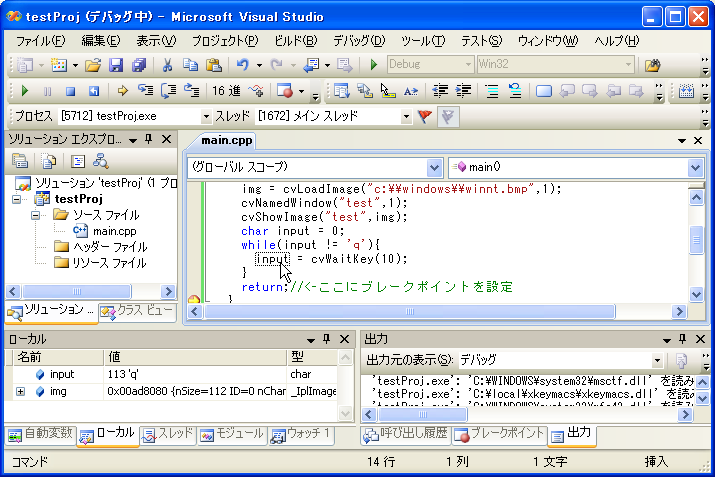 testProj (デバッグ中) - Microsoft Visual Studio
ファイル(F) 編集(E) 表示(V) プロジェクト(P) ビルド(B) デバッグ(D) ツール(T) テスト(S) ウィンドウ(W) ヘルプ(H)
Debug Win32
16 進
プロセス [5712] testProj.exe スレッド [1672] メイン スレッド
ソリューション エクスプロ...
main.cpp
(グローバル スコープ) main()
ソリューション 'testProj' (1 プロ
testProj
ソース ファイル
main.cpp
ヘッダー ファイル
リソース ファイル
ソリューション ... クラス ビュー
img = cvLoadImage("c:¥¥windows¥¥winnt.bmp",1);
cvNamedWindow("test",1);
cvShowImage("test",img);
char input = 0;
while(input != 'q'){
input = cvWaitKey(10);
}
return;//<-ここにブレークポイントを設定
}
ローカル
名前 値 型
input 113 'q' char
img 0x00ad8080 {nSize=112 ID=0 nChar _IplImage
自動変数 ローカル スレッド モジュール ウォッチ 1
出力
出力元の表示(S): デバッグ
'testProj.exe': 'C:¥WINDOWS¥system32¥msctf.dll' を読み
'testProj.exe': 'C:¥local¥xkeymacs¥xkeymacs.dll' を読
呼び出し履歴 ブレークポイント 出力
コマンド 14 行 1 列 1 文字 挿入